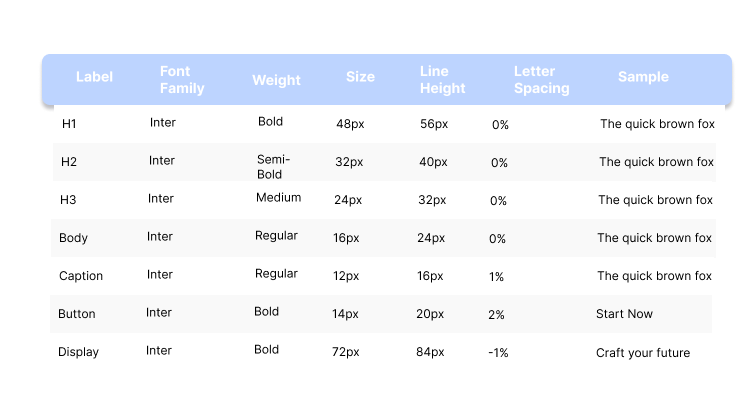 Label Font Family Weight Size Line Height Letter Spacing Sample
H1 Inter Bold 48px 56px 0% The quick brown fox
H2 Inter Semi-Bold 32px 40px 0% The quick brown fox
H3 Inter Medium 24px 32px 0% The quick brown fox
Body Inter Regular 16px 24px 0% The quick brown fox
Caption Inter Regular 12px 16px 1% The quick brown fox
Button Inter Bold 14px 20px 2% Start Now
Display Inter Bold 72px 84px -1% Craft your future